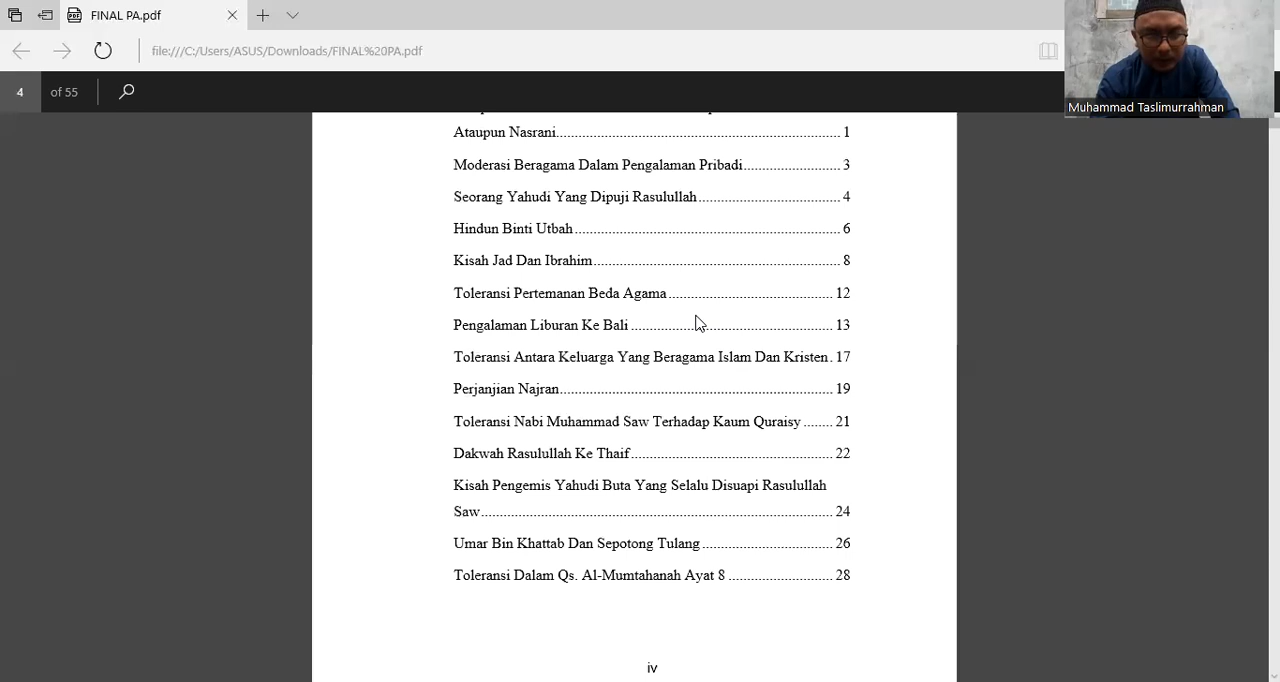 FINAL PA.pdf
file:///C:/Users/ASUS/Downloads/FINAL%20PA.pdf
4 of 55
Muhammad Taslimurrahman
Ataupun Nasrani.......................................................................... 1
Moderasi Beragama Dalam Pengalaman Pribadi........................ 3
Seorang Yahudi Yang Dipuji Rasulullah.................................... 4
Hindun Binti Utbah.................................................................... 6
Kisah Jad Dan Ibrahim............................................................... 8
Toleransi Pertemanan Beda Agama.......................................... 12
Pengalaman Liburan Ke Bali.................................................... 13
Toleransi Antara Keluarga Yang Beragama Islam Dan Kristen. 17
Perjanjian Najran..................................................................... 19
Toleransi Nabi Muhammad Saw Terhadap Kaum Quraisy........ 21
Dakwah Rasulullah Ke Thaif.................................................... 22
Kisah Pengemis Yahudi Buta Yang Selalu Disuapi Rasulullah
Saw......................................................................................... 24
Umar Bin Khattab Dan Sepotong Tulang.................................. 26
Toleransi Dalam Qs. Al-Mumtahanah Ayat 8........................... 28
iv